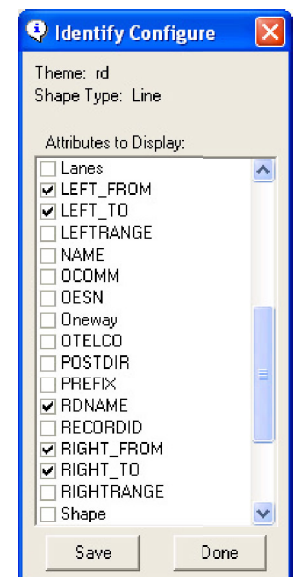 Identify Configure
Theme: rd
Shape Type: Line
Attributes to Display:
Lanes
LEFT_FROM
LEFT_TO
LEFTRANGE
NAME
OCOMM
OESN
Oneway
OTELCO
POSTDIR
PREFIX
RDNAME
RECORDID
RIGHT_FROM
RIGHT_TO
RIGHTRANGE
Shape
Save Done